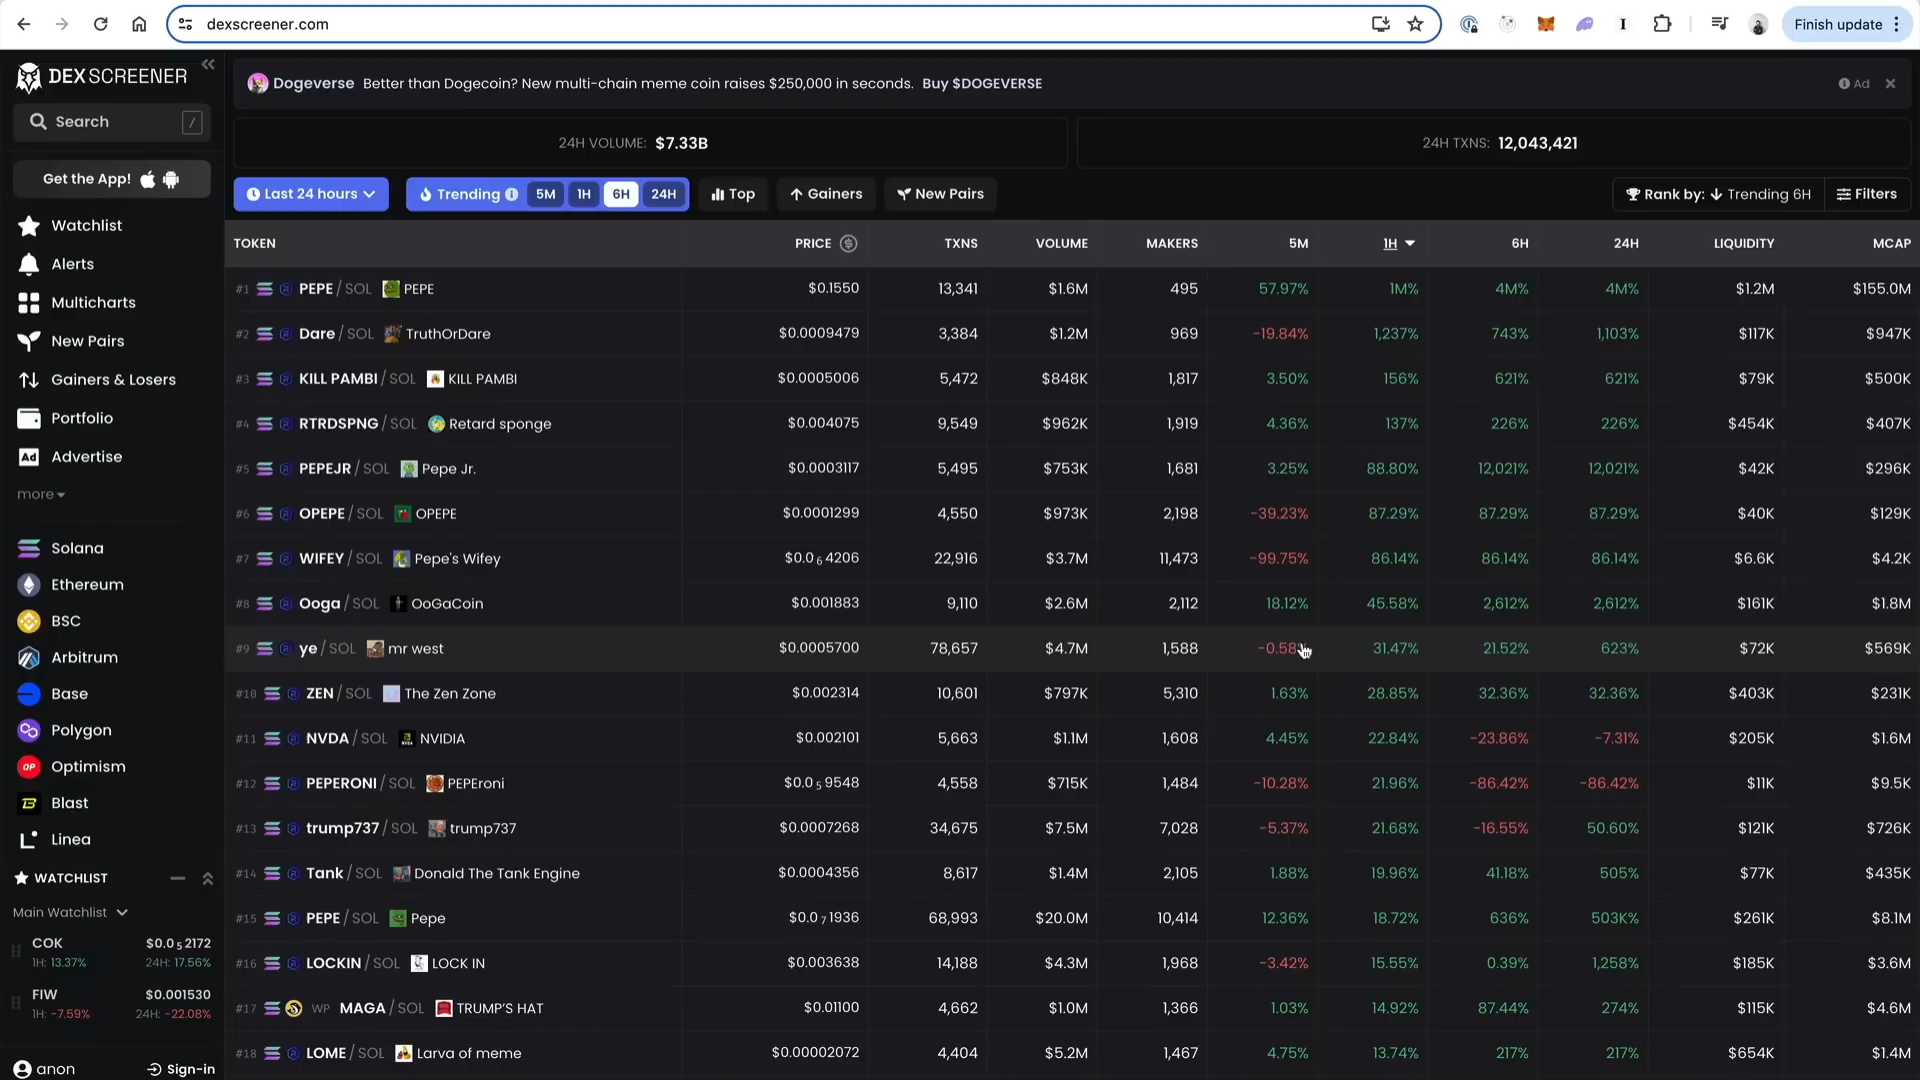 dexscreener.com
Finish update
DEX SCREENER
Dogeverse Better than Dogecoin? New multi-chain meme coin raises $250,000 in seconds. Buy $DOGEVERSE
Ad
Search /
24H VOLUME: $7.33B
24H TXNS: 12,043,421
Get the App!
Last 24 hours
Trending 5M 1H 6H 24H
Top
Gainers
New Pairs
Rank by: Trending 6H
Filters
Watchlist
Alerts
Multicharts
New Pairs
Gainers & Losers
Portfolio
Ad Advertise
more
Solana
Ethereum
BSC
Arbitrum
Base
Polygon
OP Optimism
Blast
Linea
WATCHLIST
Main Watchlist
COK $0.0₅2172
1H: 13.37% 24H: 17.56%
FIW $0.001530
1H: -7.59% 24H: -22.08%
anon
Sign-in
TOKEN PRICE TXNS VOLUME MAKERS 5M 1H 6H 24H LIQUIDITY MCAP
#1 PEPE / SOL PEPE $0.1550 13,341 $1.6M 495 57.97% 1M% 4M% 4M% $1.2M $155.0M
#2 Dare / SOL TruthOrDare $0.0009479 3,384 $1.2M 969 -19.84% 1,237% 743% 1,103% $117K $947K
#3 KILL PAMBI / SOL KILL PAMBI $0.0005006 5,472 $848K 1,817 3.50% 156% 621% 621% $79K $500K
#4 RTRDSPNG / SOL Retard sponge $0.004075 9,549 $962K 1,919 4.36% 137% 226% 226% $454K $407K
#5 PEPEJR / SOL Pepe Jr. $0.0003117 5,495 $753K 1,681 3.25% 88.80% 12,021% 12,021% $42K $296K
#6 OPEPE / SOL OPEPE $0.0001299 4,550 $973K 2,198 -39.23% 87.29% 87.29% 87.29% $40K $129K
#7 WIFEY / SOL Pepe's Wifey $0.0₆4206 22,916 $3.7M 11,473 -99.75% 86.14% 86.14% 86.14% $6.6K $4.2K
#8 Ooga / SOL OoGaCoin $0.001883 9,110 $2.6M 2,112 18.12% 45.58% 2,612% 2,612% $161K $1.8M
#9 ye / SOL mr west $0.0005700 78,657 $4.7M 1,588 -0.58 31.47% 21.52% 623% $72K $569K
#10 ZEN / SOL The Zen Zone $0.002314 10,601 $797K 5,310 1.63% 28.85% 32.36% 32.36% $403K $231K
#11 NVDA / SOL NVIDIA $0.002101 5,663 $1.1M 1,608 4.45% 22.84% -23.86% -7.31% $205K $1.6M
#12 PEPERONI / SOL PEPEroni $0.0₅9548 4,558 $715K 1,484 -10.28% 21.96% -86.42% -86.42% $11K $9.5K
#13 trump737 / SOL trump737 $0.0007268 34,675 $7.5M 7,028 -5.37% 21.68% -16.55% 50.60% $121K $726K
#14 Tank / SOL Donald The Tank Engine $0.0004356 8,617 $1.4M 2,105 1.88% 19.96% 41.18% 505% $77K $435K
#15 PEPE / SOL Pepe $0.0₇1936 68,993 $20.0M 10,414 12.36% 18.72% 636% 503K% $261K $8.1M
#16 LOCKIN / SOL LOCK IN $0.003638 14,188 $4.3M 1,968 -3.42% 15.55% 0.39% 1,258% $185K $3.6M
#17 WP MAGA / SOL TRUMP'S HAT $0.01100 4,662 $1.0M 1,366 1.03% 14.92% 87.44% 274% $115K $4.6M
#18 LOME / SOL Larva of meme $0.00002072 4,404 $5.2M 1,467 4.75% 13.74% 217% 217% $654K $1.4M